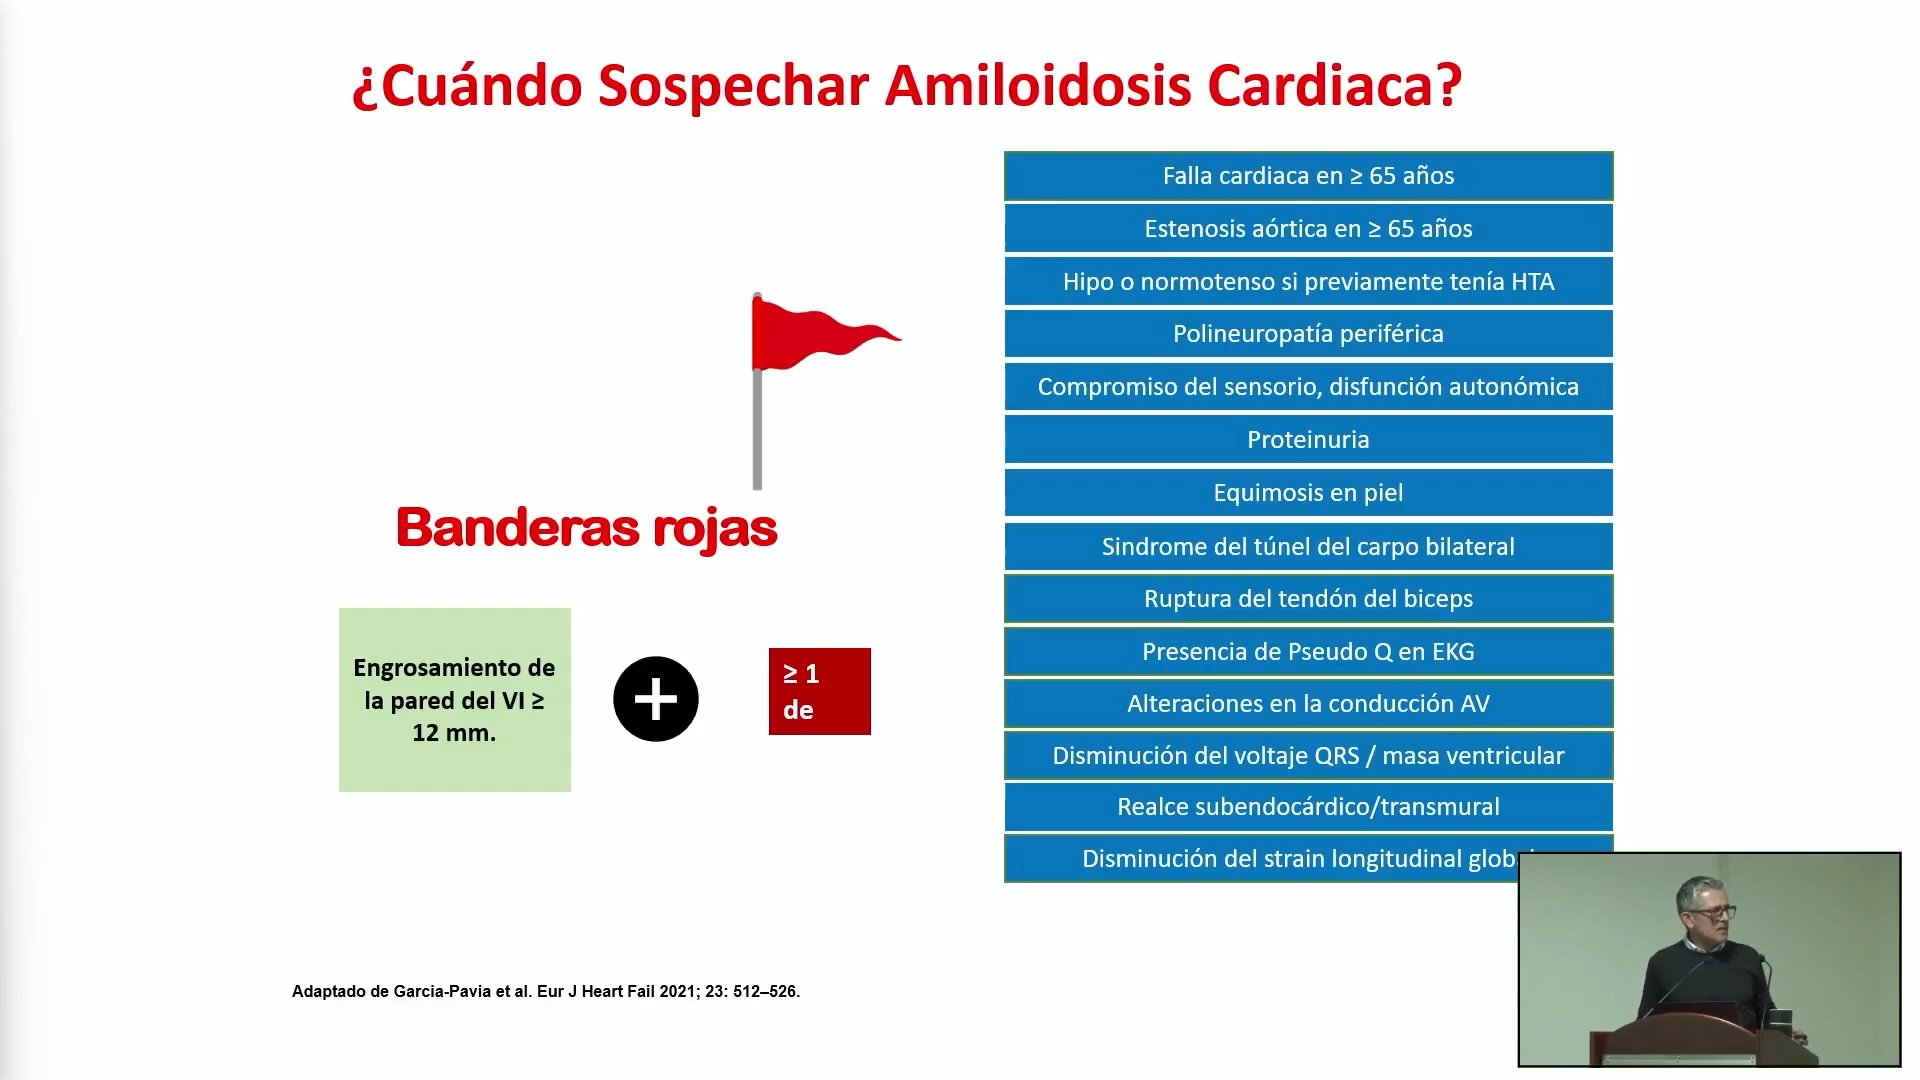 ¿Cuándo Sospechar Amiloidosis Cardiaca?
Banderas rojas
Engrosamiento de
la pared del VI ≥
12 mm.
+
≥ 1
de
Falla cardiaca en ≥ 65 años
Estenosis aórtica en ≥ 65 años
Hipo o normotenso si previamente tenía HTA
Polineuropatía periférica
Compromiso del sensorio, disfunción autonómica
Proteinuria
Equimosis en piel
Sindrome del túnel del carpo bilateral
Ruptura del tendón del biceps
Presencia de Pseudo Q en EKG
Alteraciones en la conducción AV
Disminución del voltaje QRS / masa ventricular
Realce subendocárdico/transmural
Disminución del strain longitudinal
Adaptado de Garcia-Pavia et al. Eur J Heart Fail 2021; 23: 512–526.